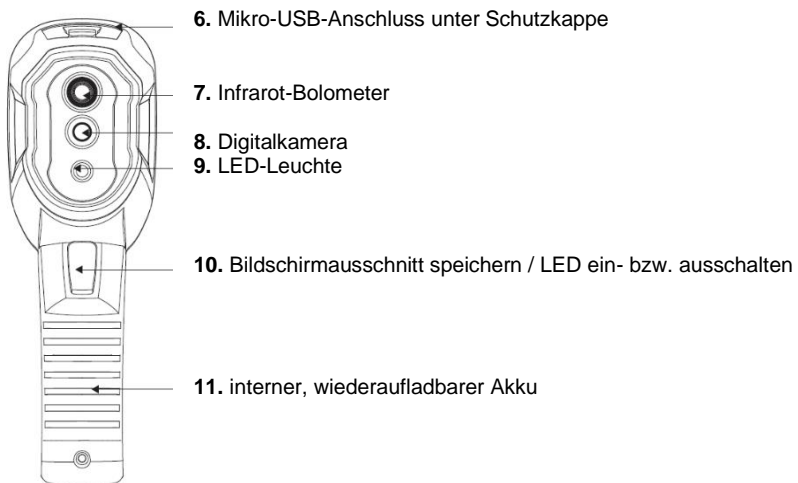 6. Mikro-USB-Anschluss unter Schutzkappe
7. Infrarot-Bolometer
8. Digitalkamera
9. LED-Leuchte
10. Bildschirmausschnitt speichern / LED ein- bzw. ausschalten
11. interner, wiederaufladbarer Akku